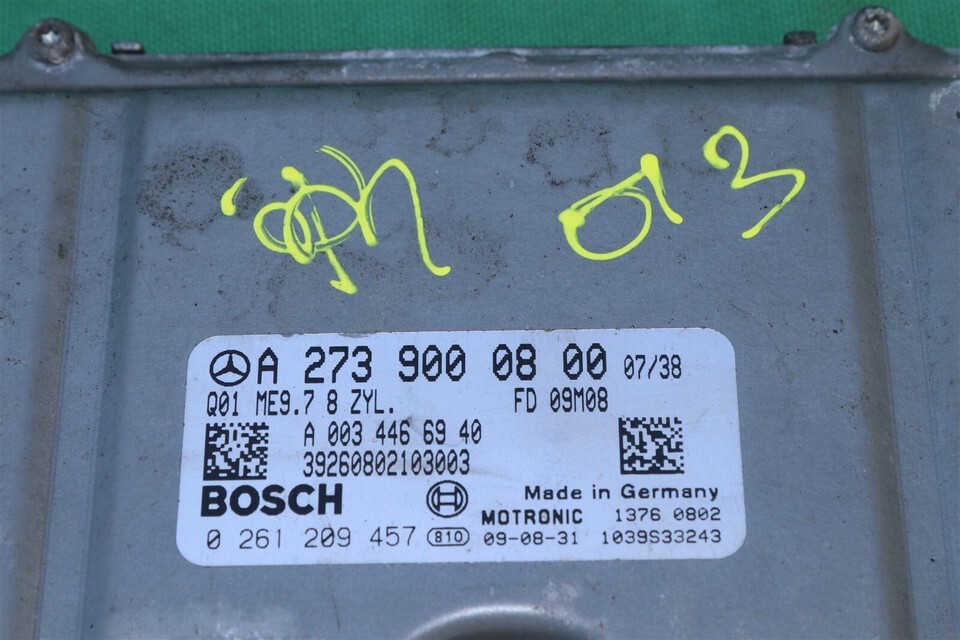 013
A 273 900 08 00 07/38
Q01 ME9.7 8 ZYL. FD 09M08
A 003 446 69 40
39260802103003
BOSCH Made in Germany
MOTRONIC 1376 0802
0 261 209 457 810 09-08-31 1039S33243